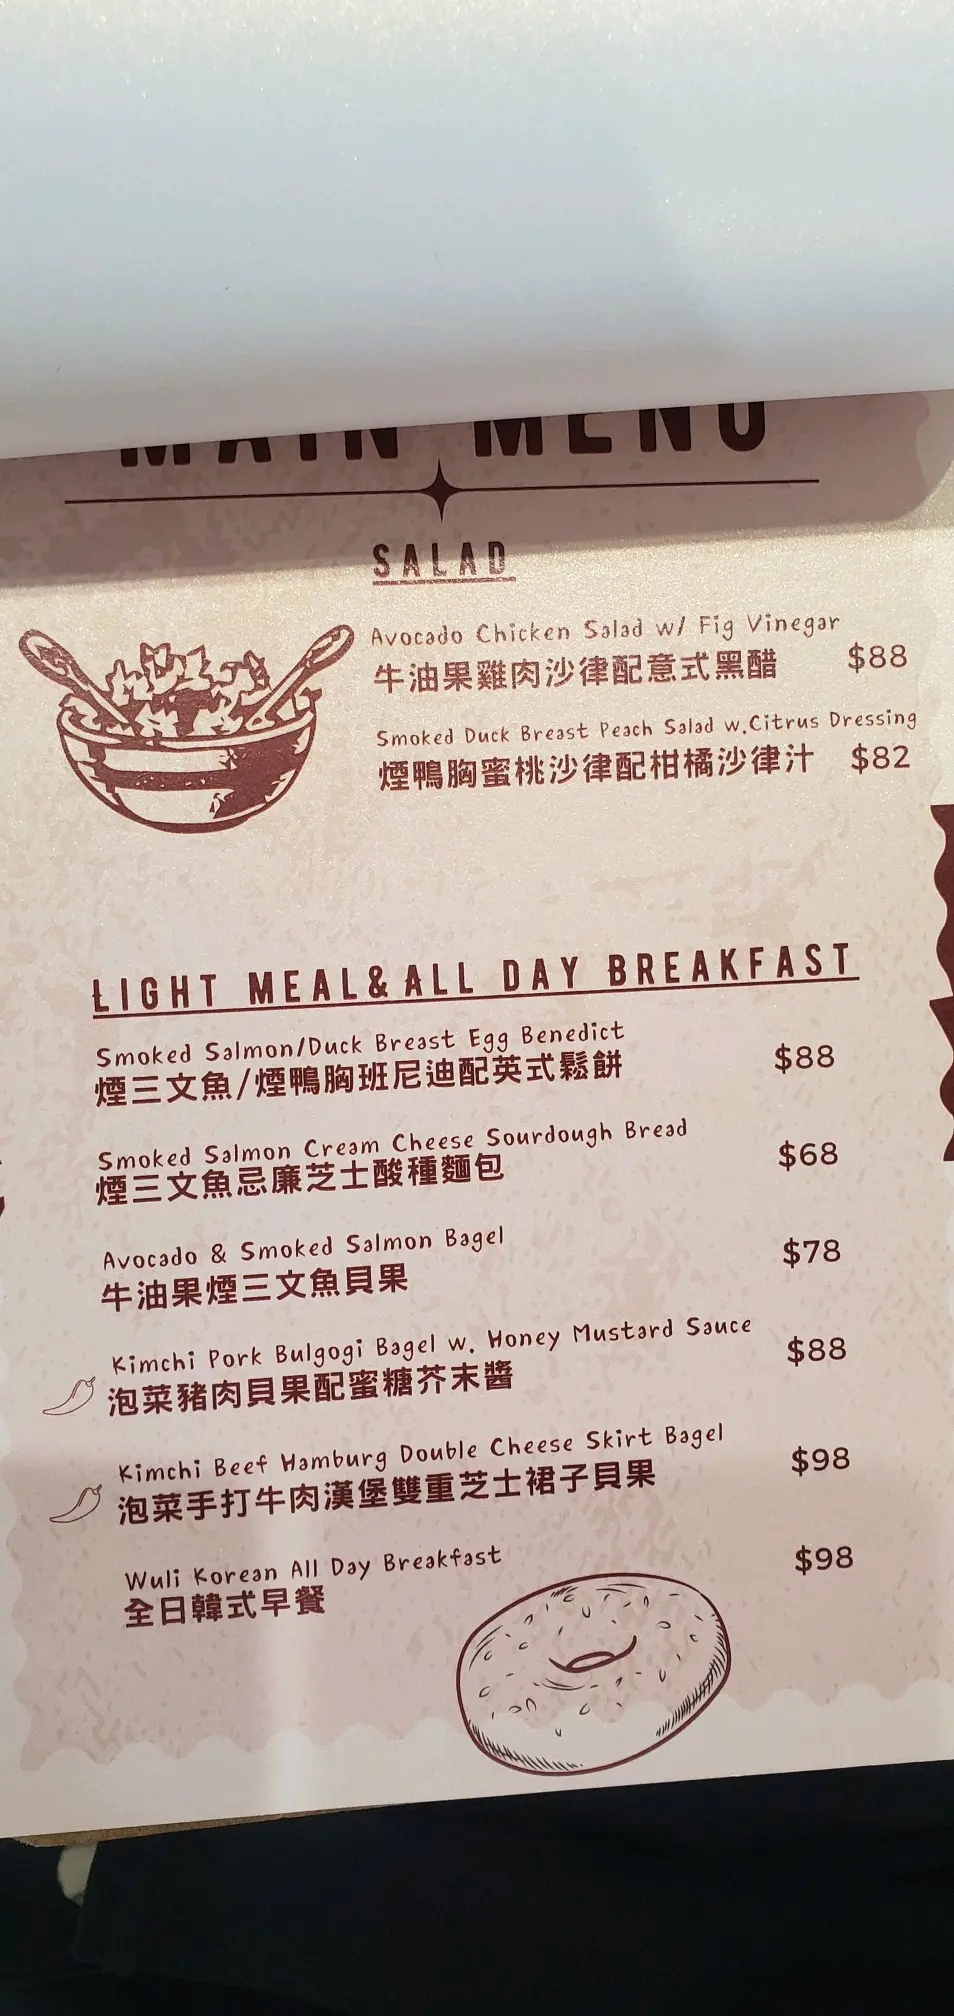 MAIN MENU
SALAD
Avocado Chicken Salad w/ Fig Vinegar
牛油果雞肉沙律配意式黑醋 $88
Smoked Duck Breast Peach Salad w.Citrus Dressing
煙鴨胸蜜桃沙律配柑橘沙律汁 $82
LIGHT MEAL&ALL DAY BREAKFAST
Smoked Salmon/Duck Breast Egg Benedict
煙三文魚/煙鴨胸班尼迪配英式鬆餅 $88
Smoked Salmon Cream Cheese Sourdough Bread
煙三文魚忌廉芝士酸種麵包 $68
Avocado & Smoked Salmon Bagel
牛油果煙三文魚貝果 $78
Kimchi Pork Bulgogi Bagel w. Honey Mustard Sauce
泡菜豬肉貝果配蜜糖芥末醬 $88
Kimchi Beef Hamburg Double Cheese Skirt Bagel
泡菜手打牛肉漢堡雙重芝士裙子貝果 $98
Wuli Korean All Day Breakfast
全日韓式早餐 $98